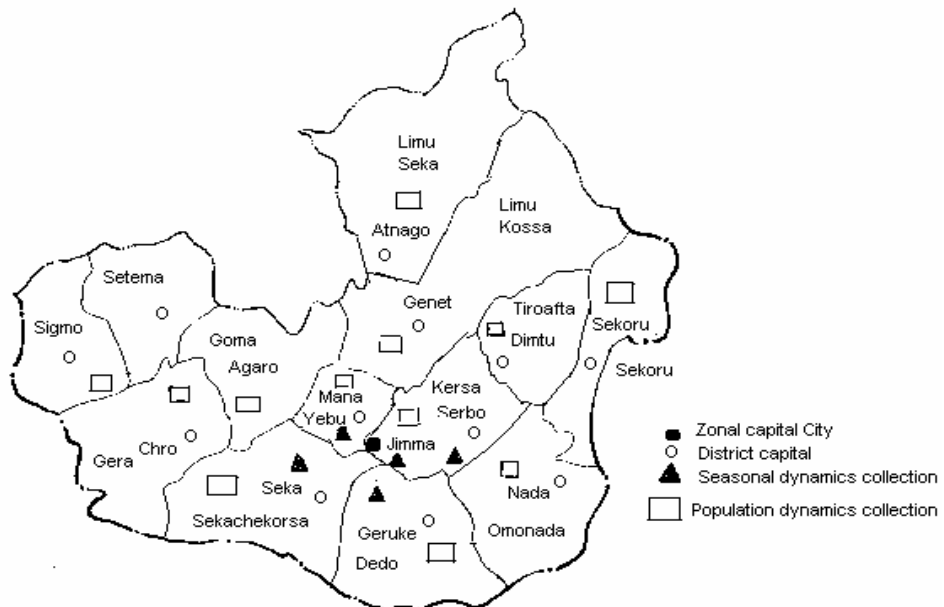 Limu
Seka
Atnago
Limu
Kossa
Setema
Sigmo
Genet
Tiroafta
Dimtu
Sekoru
Sekoru
Goma
Agaro
Mana
Yebu
Kersa
Serbo
Jimma
Chro
Gera
Seka
Sekachekorsa
Geruke
Dedo
Nada
Omonada
Zonal capital City
District capital
Seasonal dynamics collection
Population dynamics collection